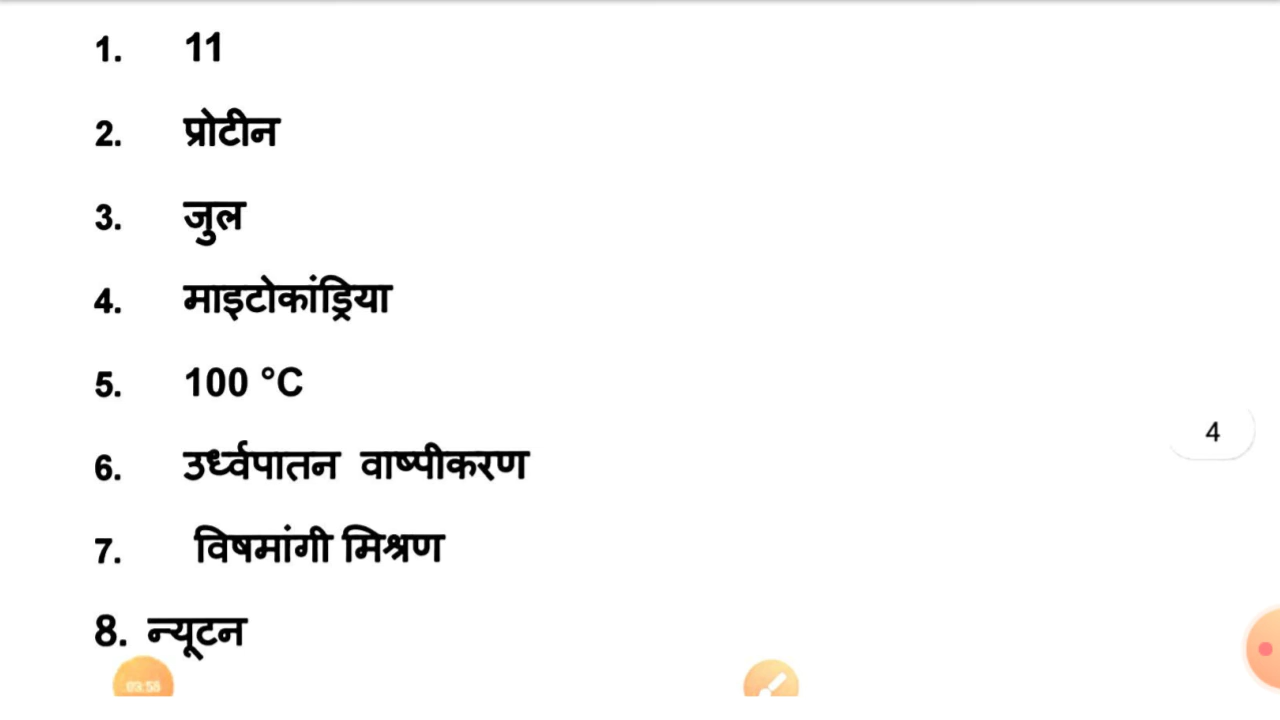 1. 11
2. प्रोटीन
3. जुल
4. माइटोकांड्रिया
5. 100 °C
4
6. उर्ध्वपातन वाष्पीकरण
7. विषमांगी मिश्रण
8. न्यूटन